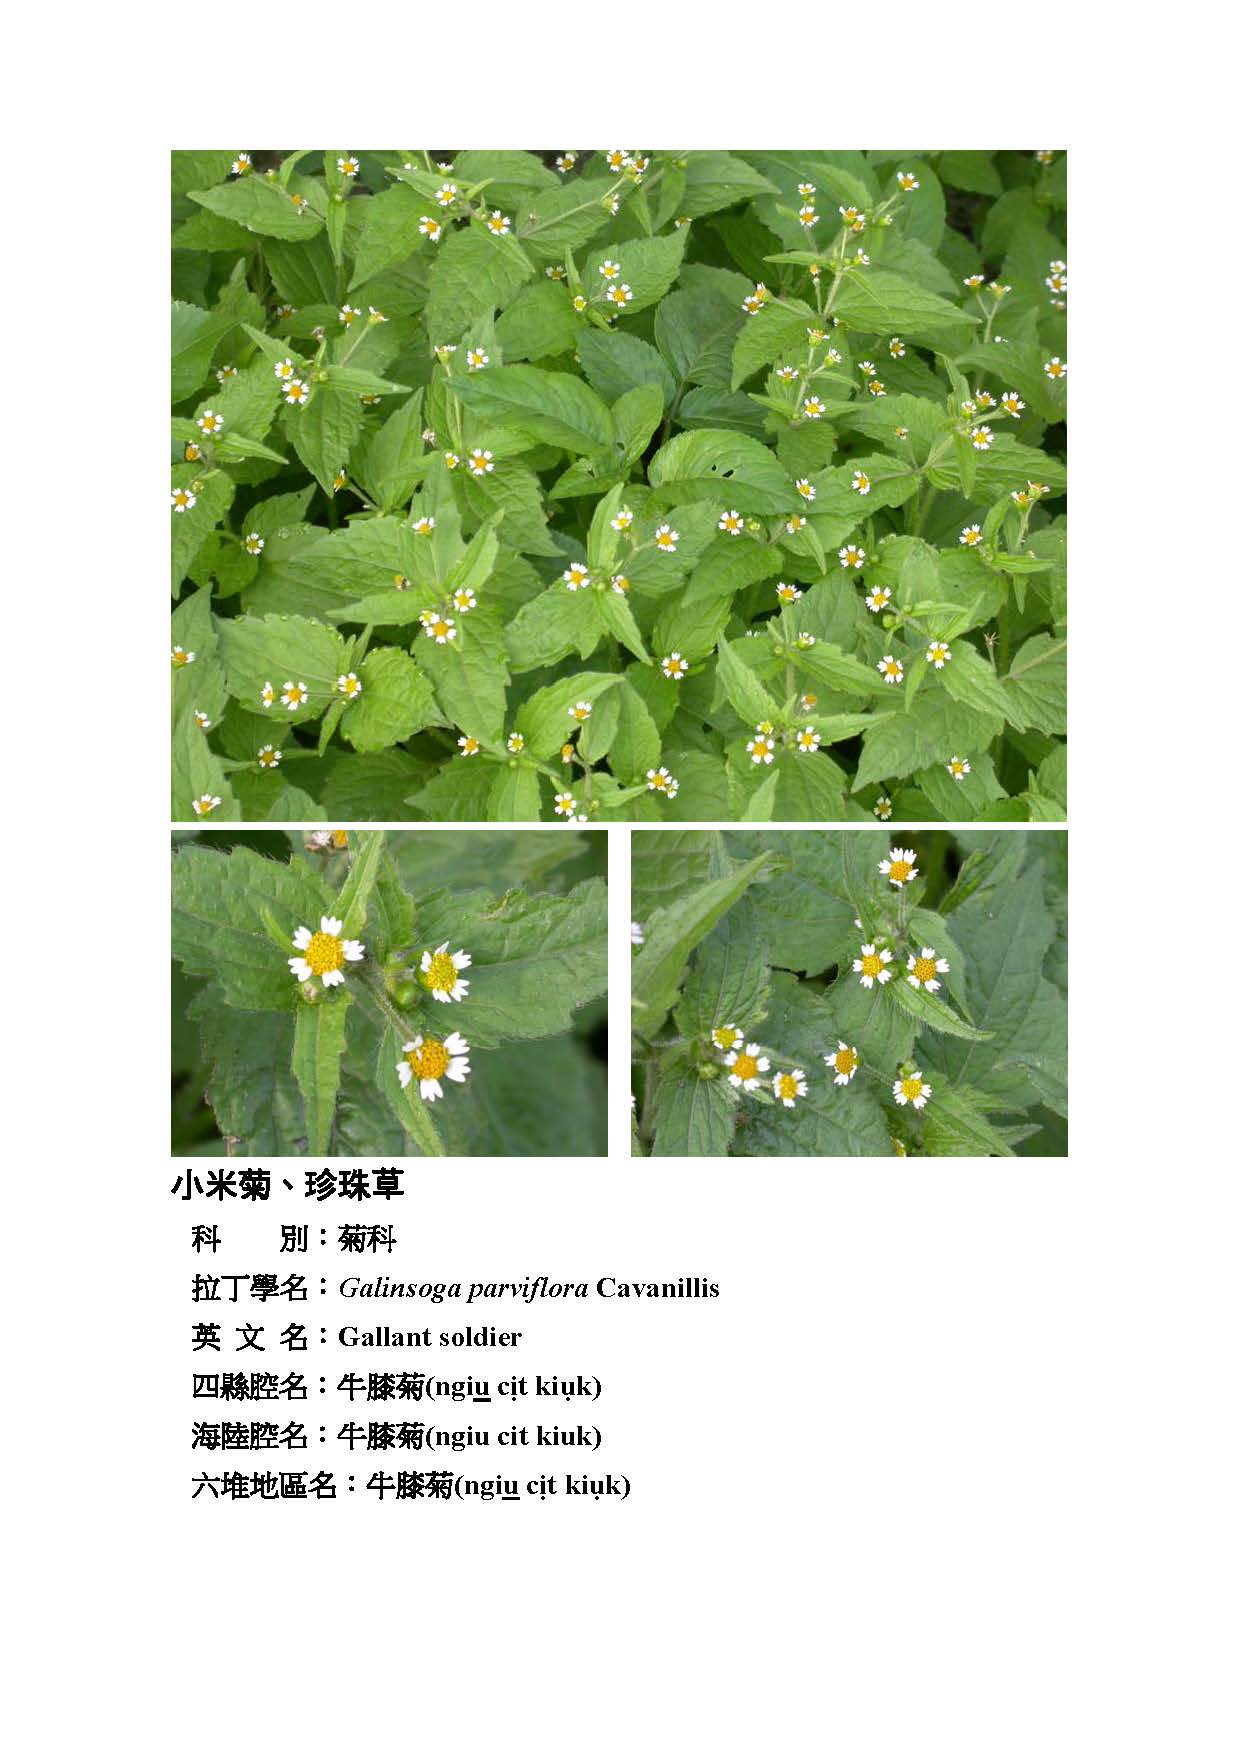 小米菊、珍珠草
科　　別：菊科
拉丁學名：Galinsoga parviflora Cavanillis
英 文 名：Gallant soldier
四縣腔名：牛膝菊(ngiu̲ cịt kiụk)
海陸腔名：牛膝菊(ngiu cit kiuk)
六堆地區名：牛膝菊(ngiu̲ cịt kiụk)